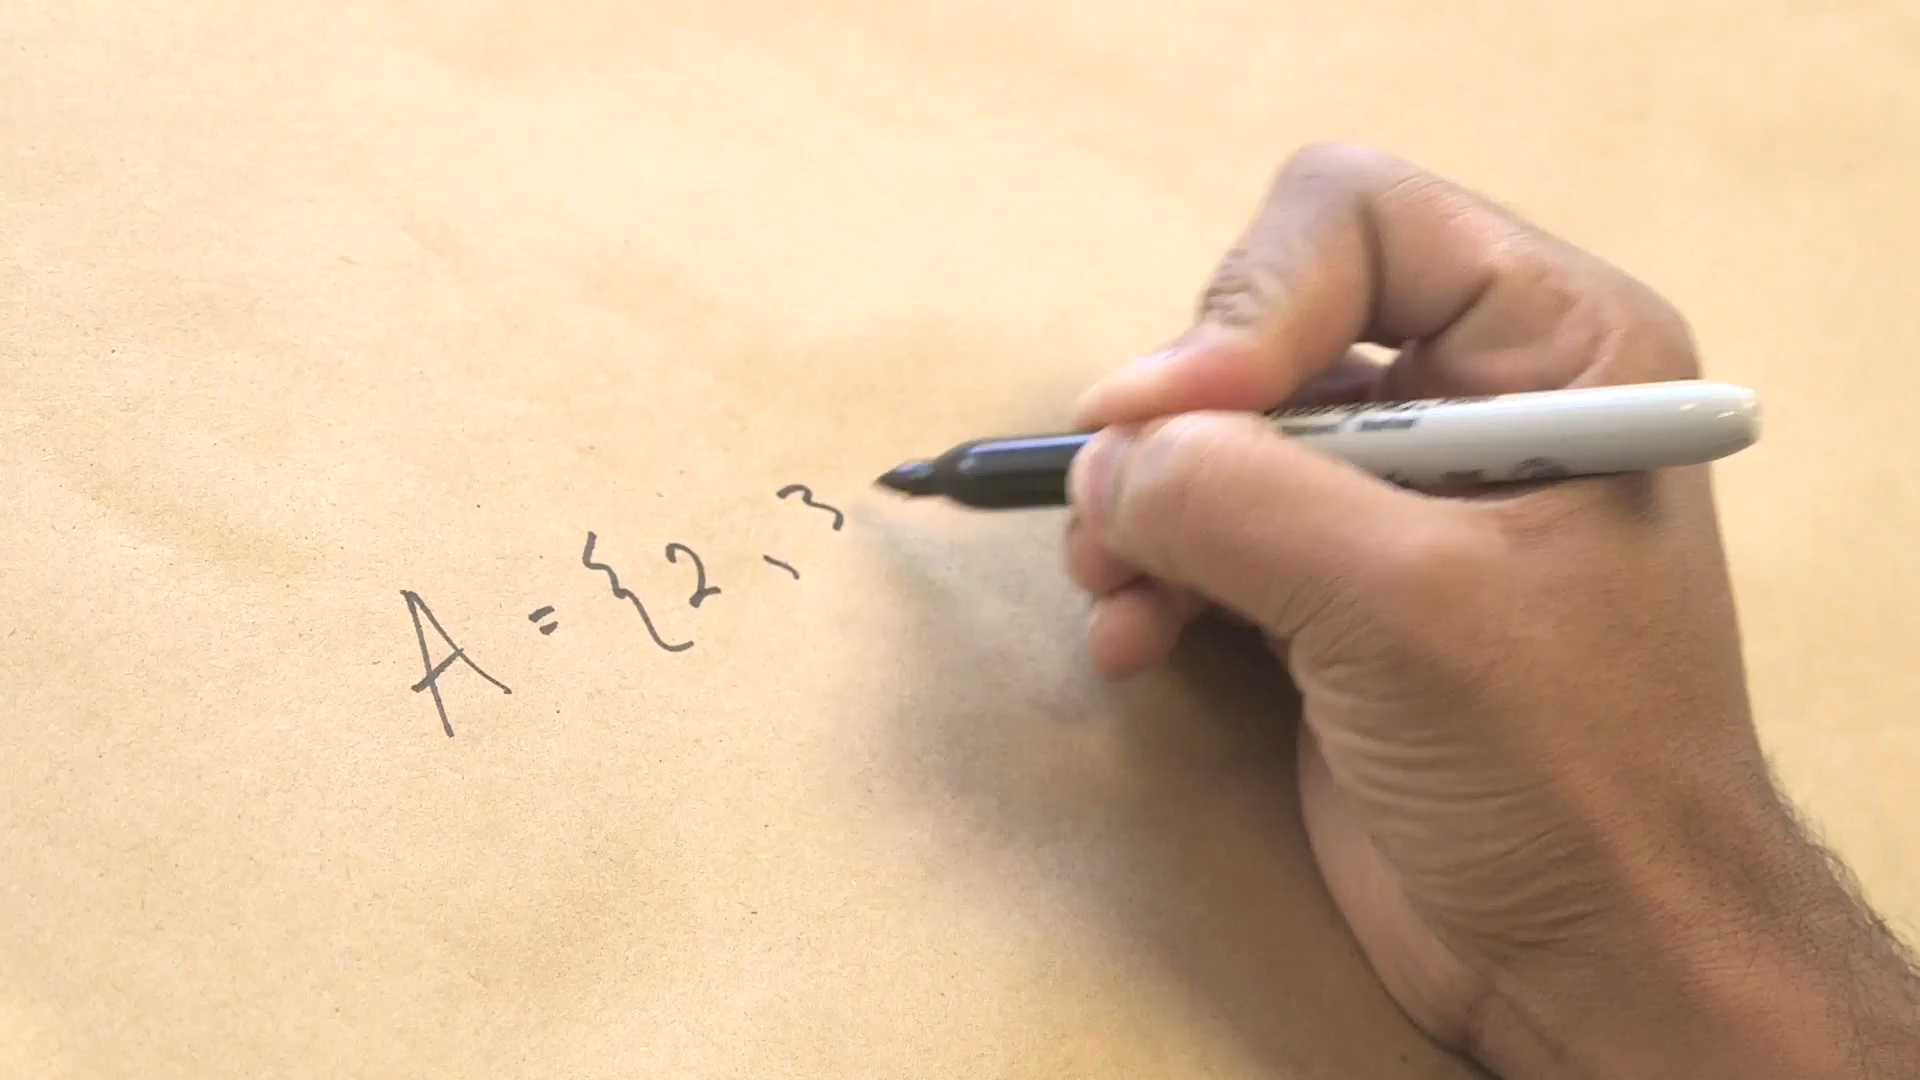 A = {2, 3